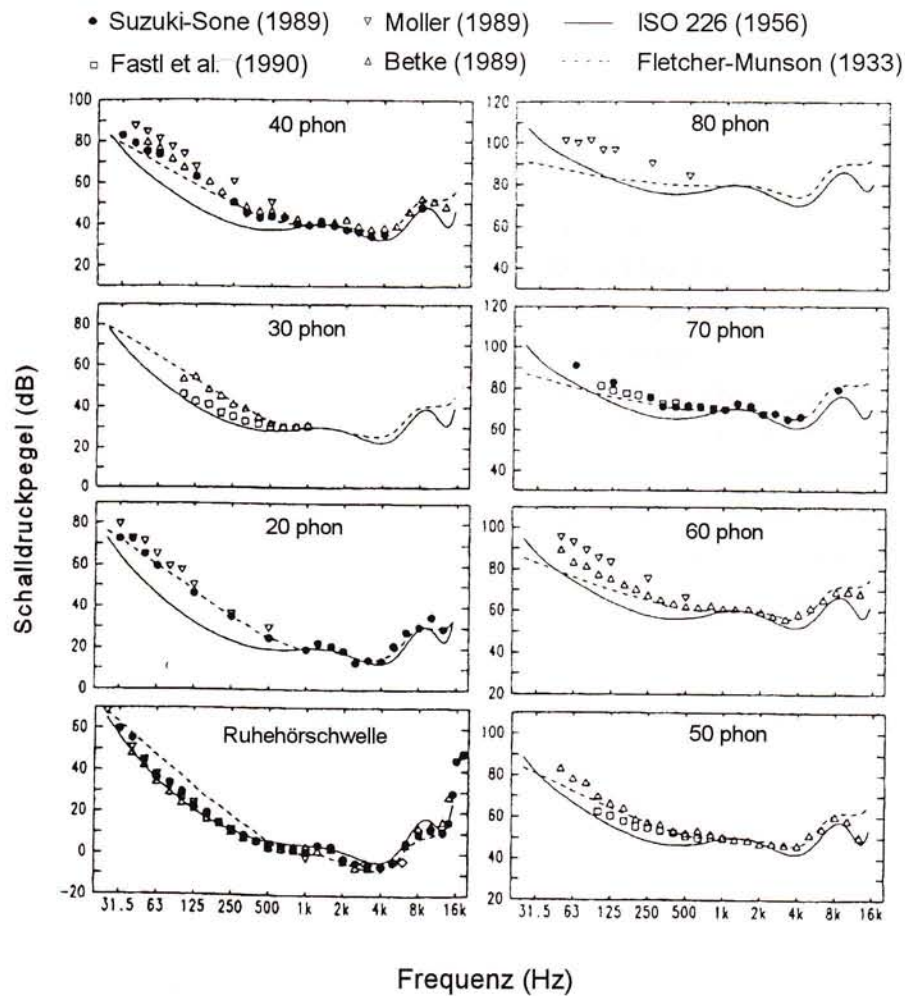 Suzuki-Sone (1989) Moller (1989) ISO 226 (1956)
Fastl et al. (1990) Betke (1989) Fletcher-Munson (1933)
100
80
60
40
20
40 phon
120
100
80
60
40
80 phon
80
60
40
20
0
30 phon
100
80
60
40
70 phon
80
60
40
20
0
20 phon
100
80
60
40
20
60 phon
60
40
20
0
-20
Ruhehörschwelle
100
80
60
40
20
50 phon
31.5 63 125 250 500 1k 2k 4k 8k 16k
31.5 63 125 250 500 1k 2k 4k 8k 16k
Schalldruckpegel (dB)
Frequenz (Hz)